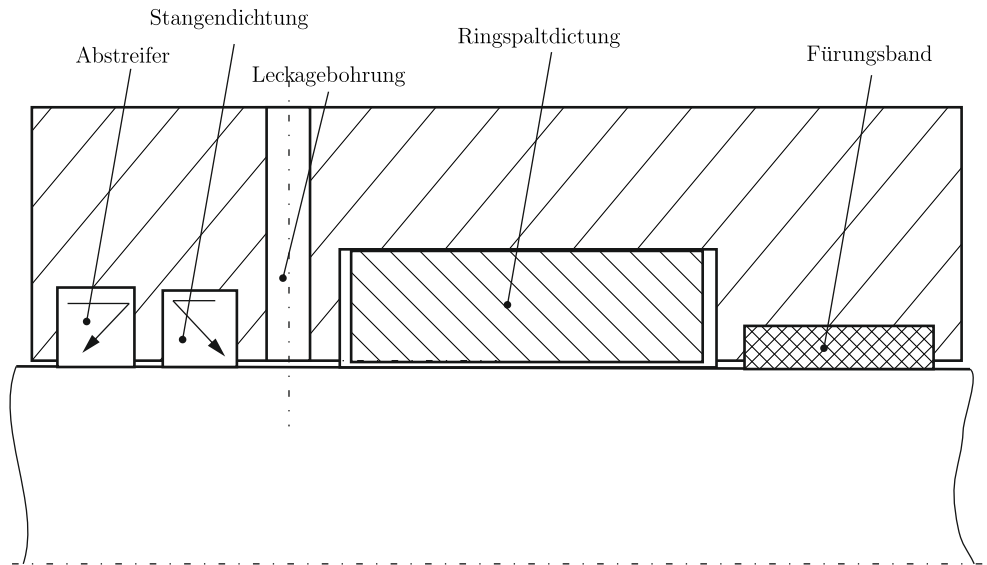 Stangendichtung
Abstreifer
Leckagebohrung
Ringspaltdictung
Fürungsband